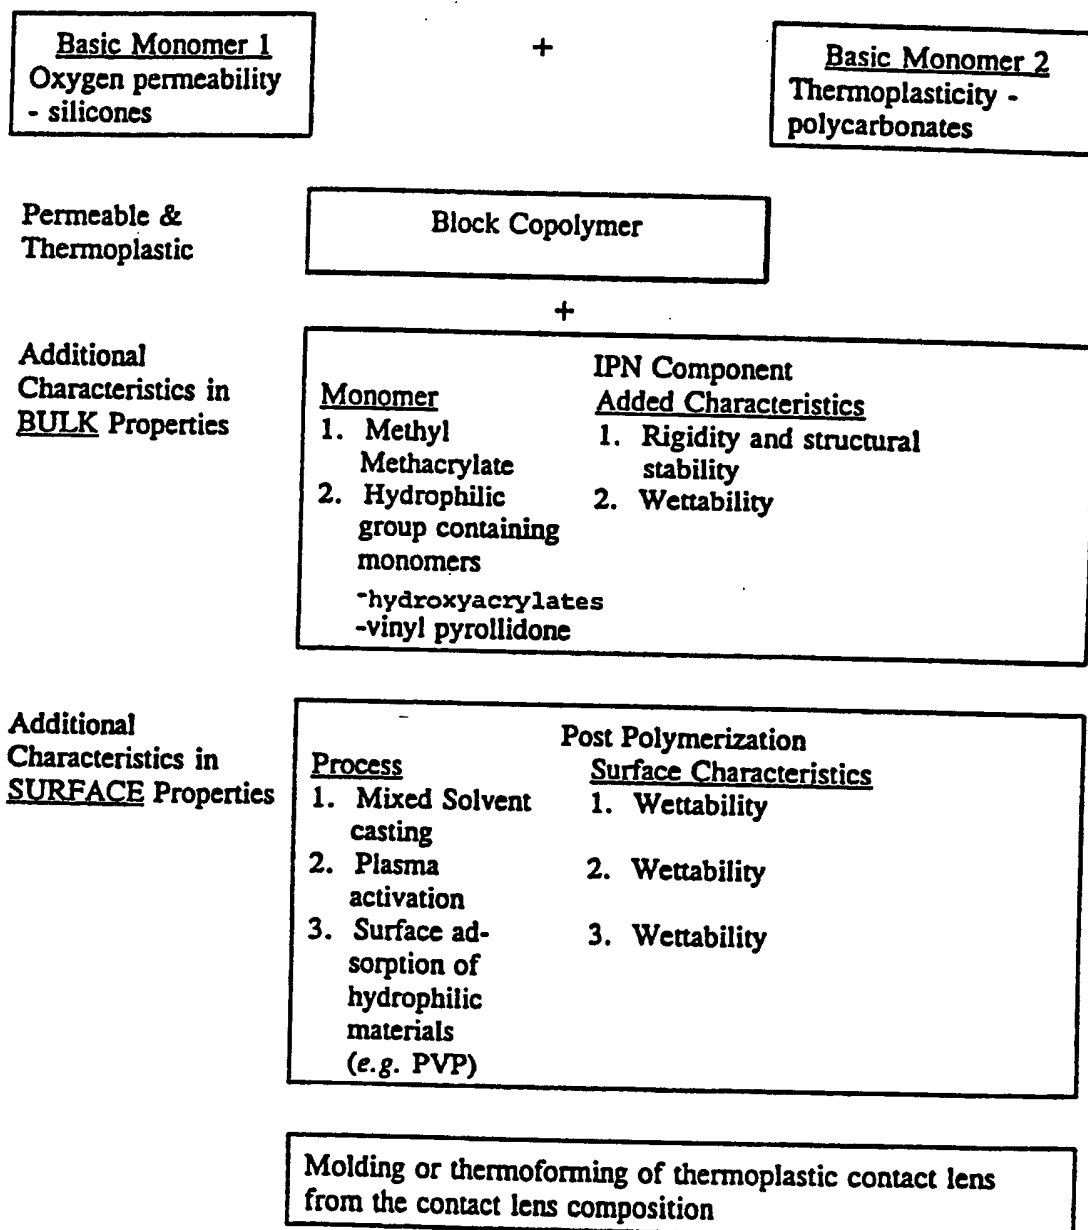 Basic Monomer 1
Oxygen permeability
- silicones
+
Basic Monomer 2
Thermoplasticity -
polycarbonates
Permeable &
Thermoplastic
Block Copolymer
+
Additional
Characteristics in
BULK Properties
IPN Component
Monomer
Added Characteristics
1. Methyl
Methacrylate
1. Rigidity and structural
stability
2. Hydrophilic
group containing
monomers
2. Wettability
-hydroxyacrylates
-vinyl pyrollidone
Additional
Characteristics in
SURFACE Properties
Post Polymerization
Process
Surface Characteristics
1. Mixed Solvent
casting
1. Wettability
2. Plasma
activation
2. Wettability
3. Surface ad-
sorption of
hydrophilic
materials
(e.g. PVP)
3. Wettability
Molding or thermoforming of thermoplastic contact lens
from the contact lens composition